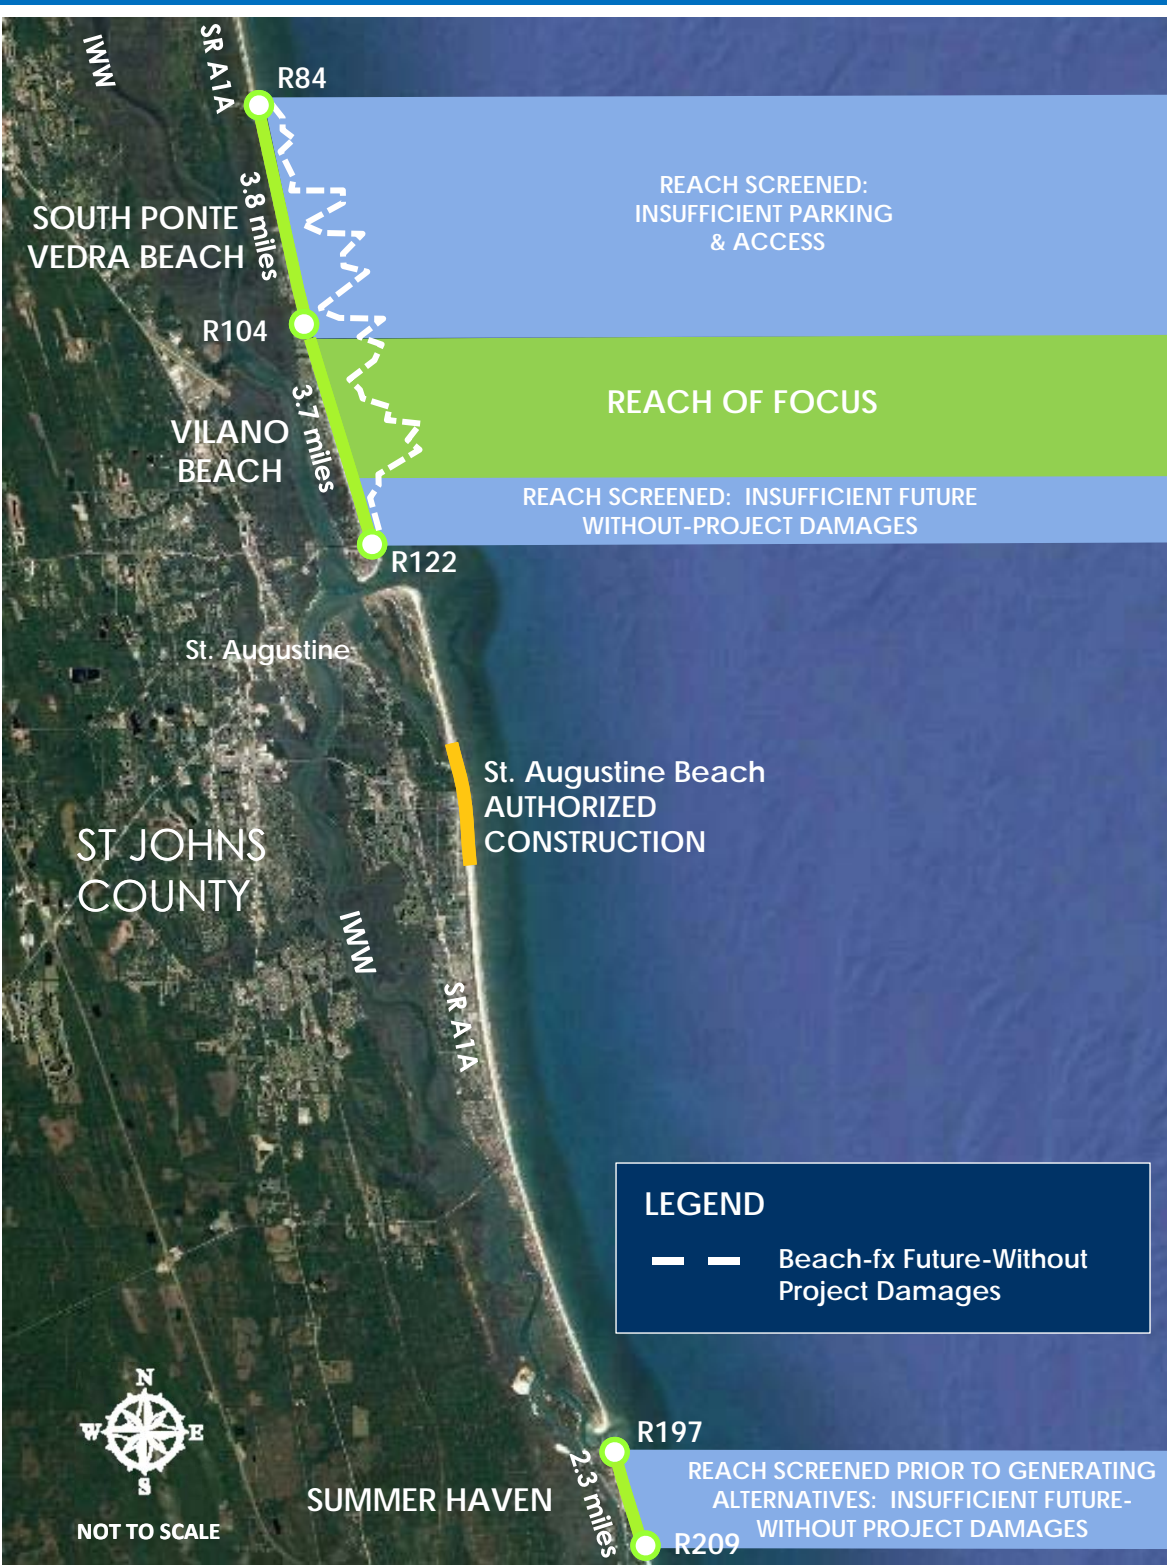 IWW
SR A1A
R84
3.8 miles
SOUTH PONTE
VEDRA BEACH
REACH SCREENED:
INSUFFICIENT PARKING
& ACCESS
R104
3.7 miles
VILANO
BEACH
REACH OF FOCUS
REACH SCREENED: INSUFFICIENT FUTURE
WITHOUT-PROJECT DAMAGES
R122
St. Augustine
St. Augustine Beach
AUTHORIZED
CONSTRUCTION
ST JOHNS
COUNTY
IWW
SR A1A
LEGEND
Beach-fx Future-Without
Project Damages
N
W
E
S
NOT TO SCALE
R197
2.3 miles
SUMMER HAVEN
REACH SCREENED PRIOR TO GENERATING
ALTERNATIVES: INSUFFICIENT FUTURE-
WITHOUT PROJECT DAMAGES
R209